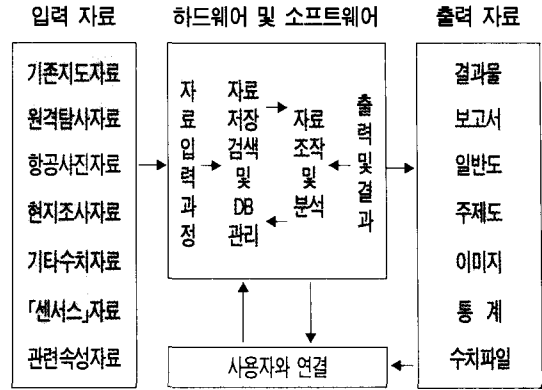 입력 자료
하드웨어 및 소프트웨어
출력 자료
기존지도자료
원격탐사자료
항공사진자료
현지조사자료
기타수치자료
「센서스」자료
관련속성자료
자료입력과정
자료
저장
검색
및
DB
관리
자료
조작
및
분석
출력및결과
사용자와 연결
결과물
보고서
일반도
주제도
이미지
통 계
수치파일